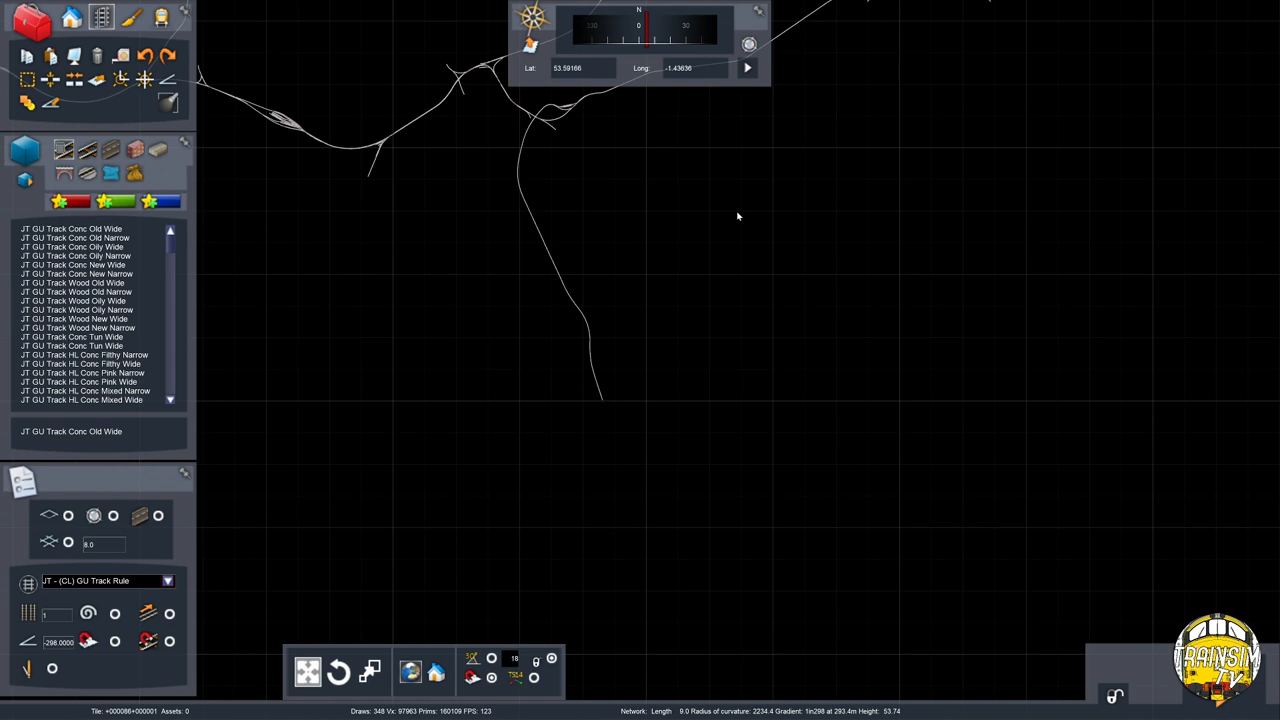 N
330 0 30
Lat: 53.59166 Long: -1.43636
JT GU Track Conc Old Wide
JT GU Track Conc Old Narrow
JT GU Track Conc Oily Wide
JT GU Track Conc Oily Narrow
JT GU Track Conc New Wide
JT GU Track Conc New Narrow
JT GU Track Wood Old Wide
JT GU Track Wood Old Narrow
JT GU Track Wood Oily Wide
JT GU Track Wood Oily Narrow
JT GU Track Wood New Wide
JT GU Track Wood New Narrow
JT GU Track Conc Tun Wide
JT GU Track Conc Tun Wide
JT GU Track HL Conc Filthy Narrow
JT GU Track HL Conc Filthy Wide
JT GU Track HL Conc Pink Narrow
JT GU Track HL Conc Pink Wide
JT GU Track HL Conc Mixed Narrow
JT GU Track HL Conc Mixed Wide
JT GU Track Conc Old Wide
8.0
JT - (CL) GU Track Rule
1
-298.0000
30° 18
TS14
TRAINSIM
TV
Tile: +000086+000001 Assets: 0 Draws: 348 Vx: 97963 Prims: 160109 FPS: 123 Network: Length 9.0 Radius of curvature: 2234.4 Gradient: 1in298 at 293.4m Height: 53.74